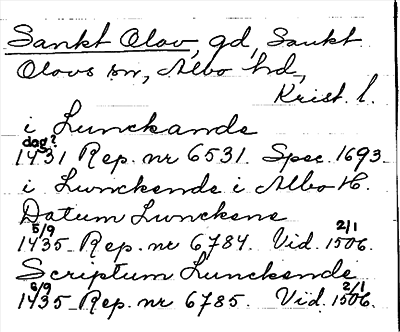 Sankt Olov, gd, Sankt
Olovs sn, Albo hd,
Krist. l.
i Lunckande
dag?
1431 Rep. nr 6531. Spec. 1693
i Lunckende i Albo H.
Datum Lunckene
5/9 2/1
1435 Rep. nr 6784. Vid. 1506.
Scriptum Lunckende
6/9 2/1
1435 Rep. nr 6785. Vid. 1506.